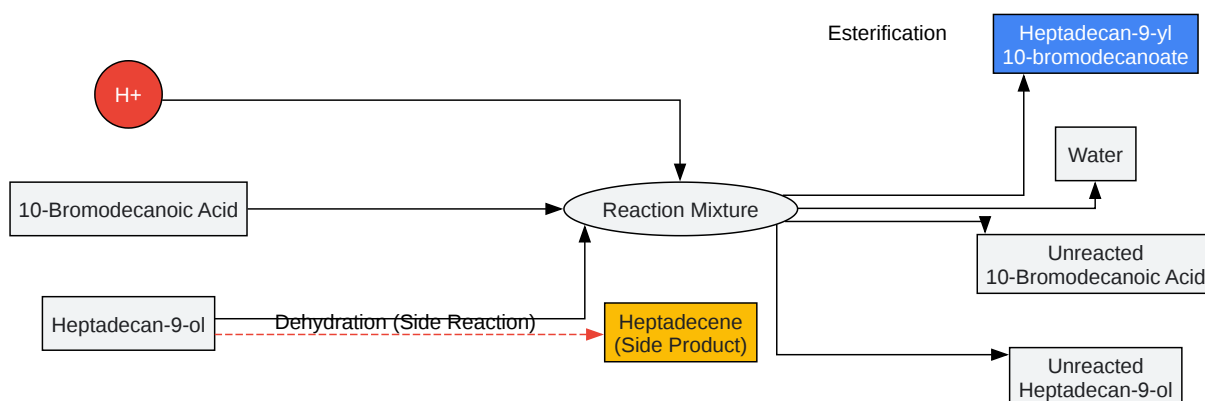 Esterification
Heptadecan-9-yl
10-bromodecanoate
H+
Water
10-Bromodecanoic Acid
Reaction Mixture
Unreacted
10-Bromodecanoic Acid
Heptadecan-9-ol
Dehydration (Side Reaction)
Heptadecene
(Side Product)
Unreacted
Heptadecan-9-ol